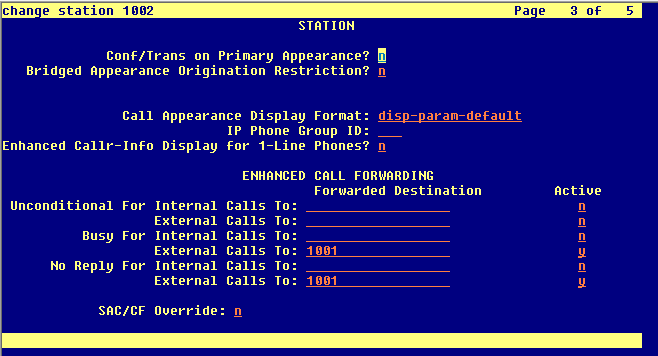 change station 1002 Page 3 of 5
STATION
Conf/Trans on Primary Appearance? n
Bridged Appearance Origination Restriction? n
Call Appearance Display Format: disp-param-default
IP Phone Group ID:
Enhanced Callr-Info Display for 1-Line Phones? n
ENHANCED CALL FORWARDING
Forwarded Destination Active
Unconditional For Internal Calls To: n
External Calls To: n
Busy For Internal Calls To: n
External Calls To: 1001 y
No Reply For Internal Calls To: n
External Calls To: 1001 y
SAC/CF Override: n